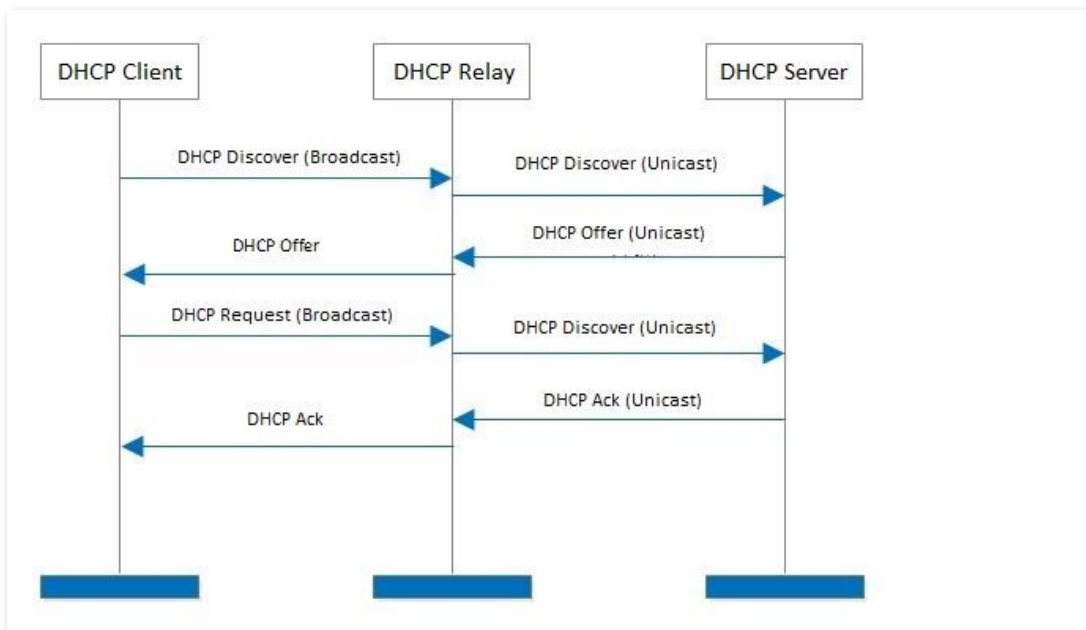 DHCP Client
DHCP Relay
DHCP Server
DHCP Discover (Broadcast)
DHCP Discover (Unicast)
DHCP Offer (Unicast)
DHCP Offer
DHCP Request (Broadcast)
DHCP Discover (Unicast)
DHCP Ack (Unicast)
DHCP Ack